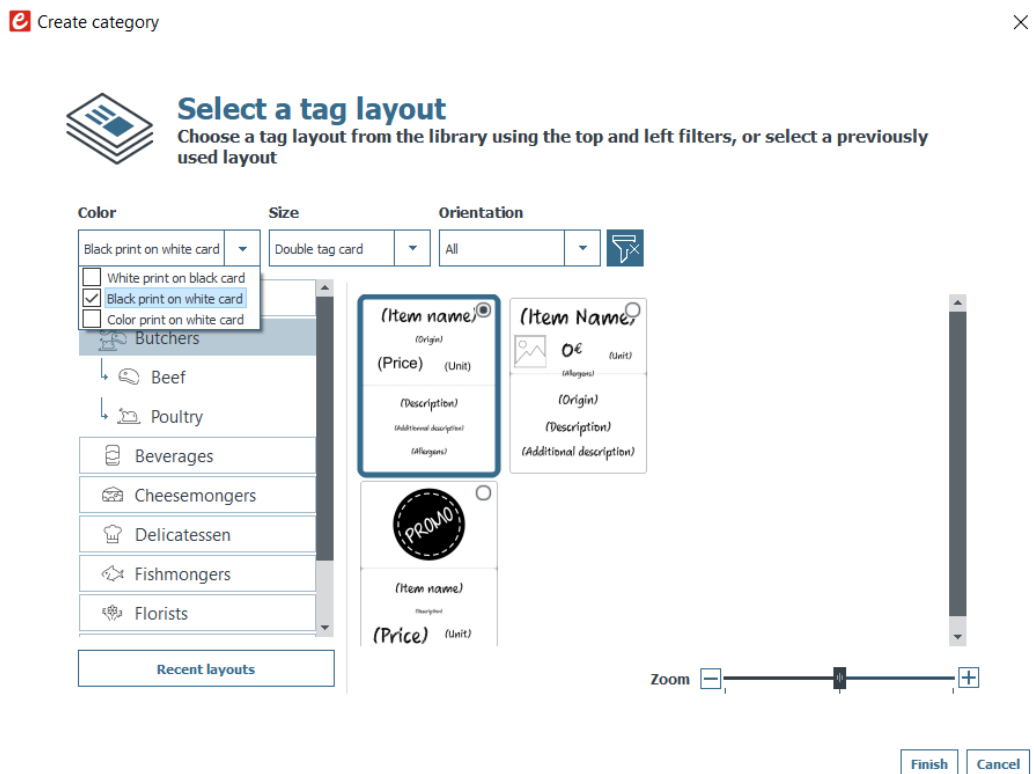 Create category
Select a tag layout
Choose a tag layout from the library using the top and left filters, or select a previously
used layout
Color
Size
Orientation
Black print on white card
Double tag card
All
White print on black card
Black print on white card
Color print on white card
Butchers
Beef
Poultry
Beverages
Cheesemongers
Delicatessen
Fishmongers
Florists
Recent layouts
(Item name)
(Origin)
(Price) (Unit)
(Description)
(Additionnal description)
(Allergens)
(Item Name)
0€ (Unit)
(Allergens)
(Origin)
(Description)
(Additional description)
PROMO
(Item name)
(Description)
(Price) (Unit)
Zoom
Finish
Cancel